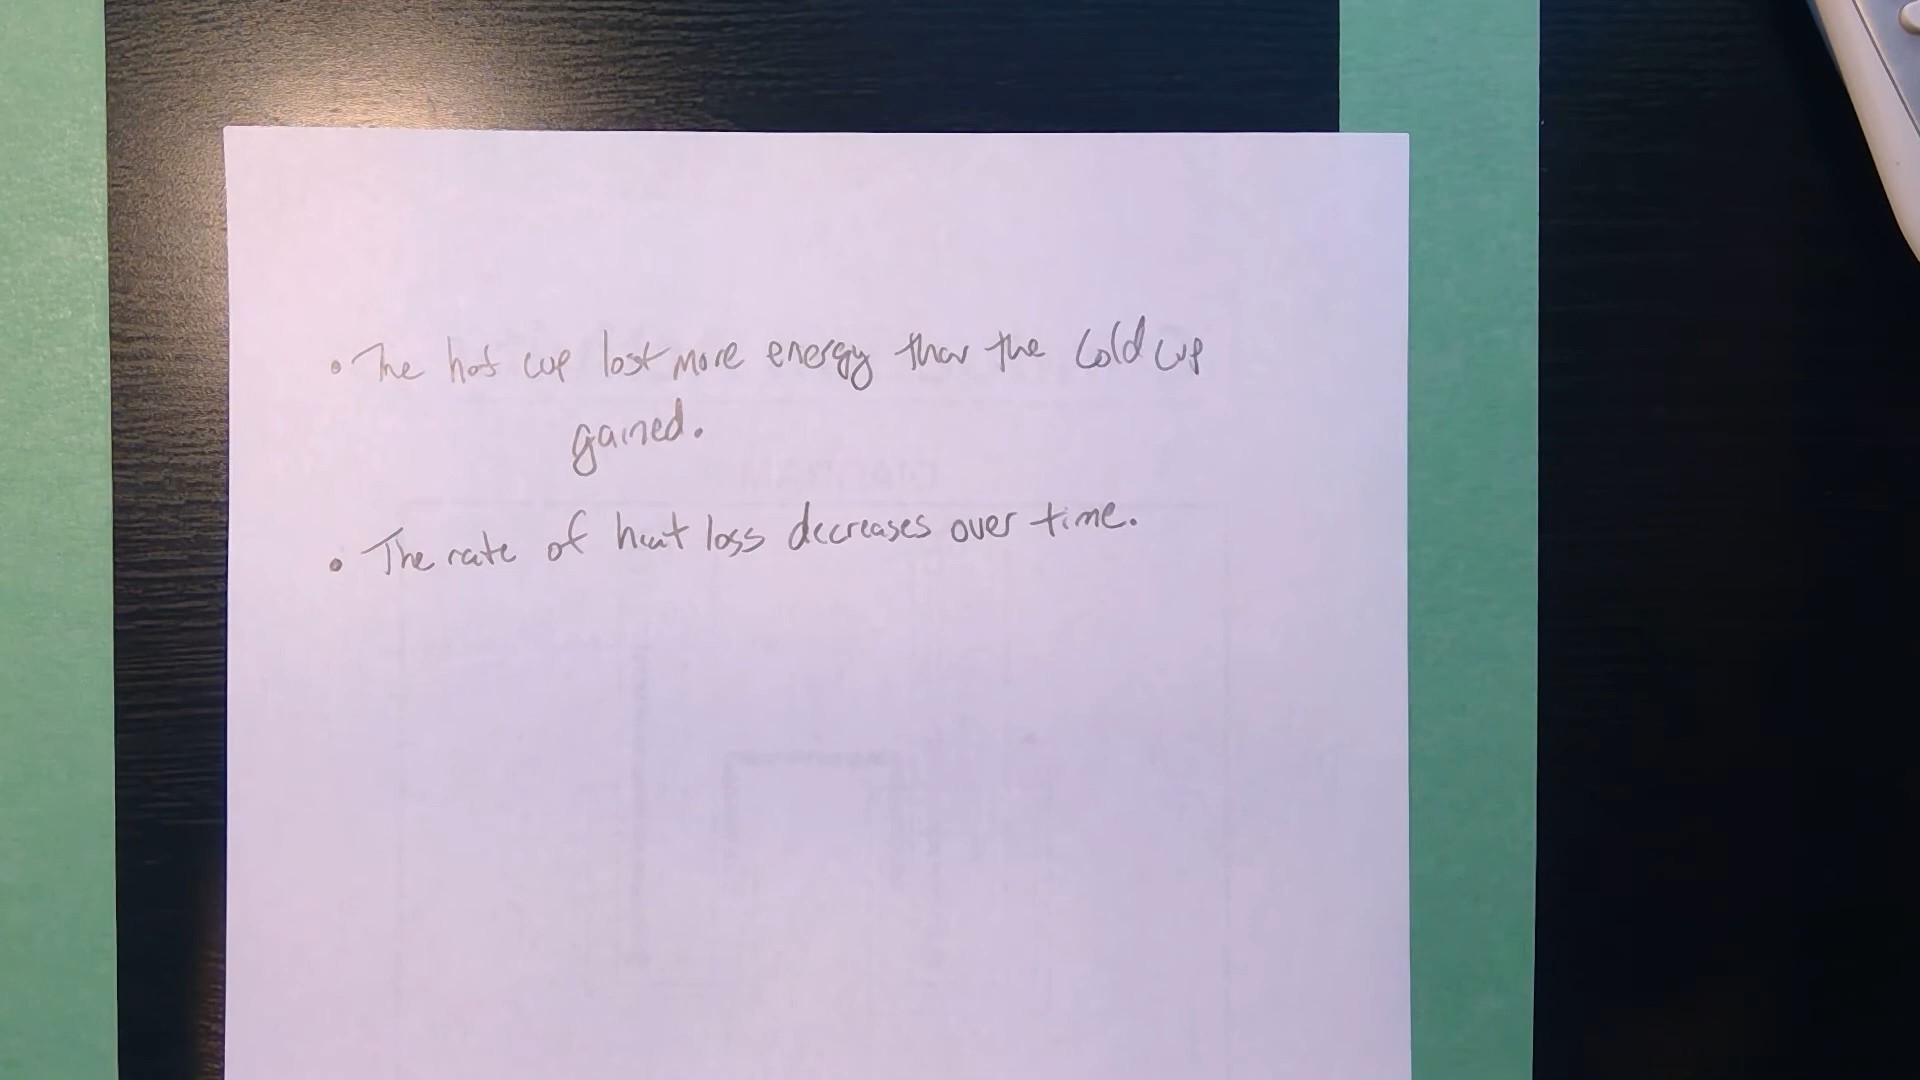 • The hot cup lost more energy than the cold cup
gained.
• The rate of heat loss decreases over time.